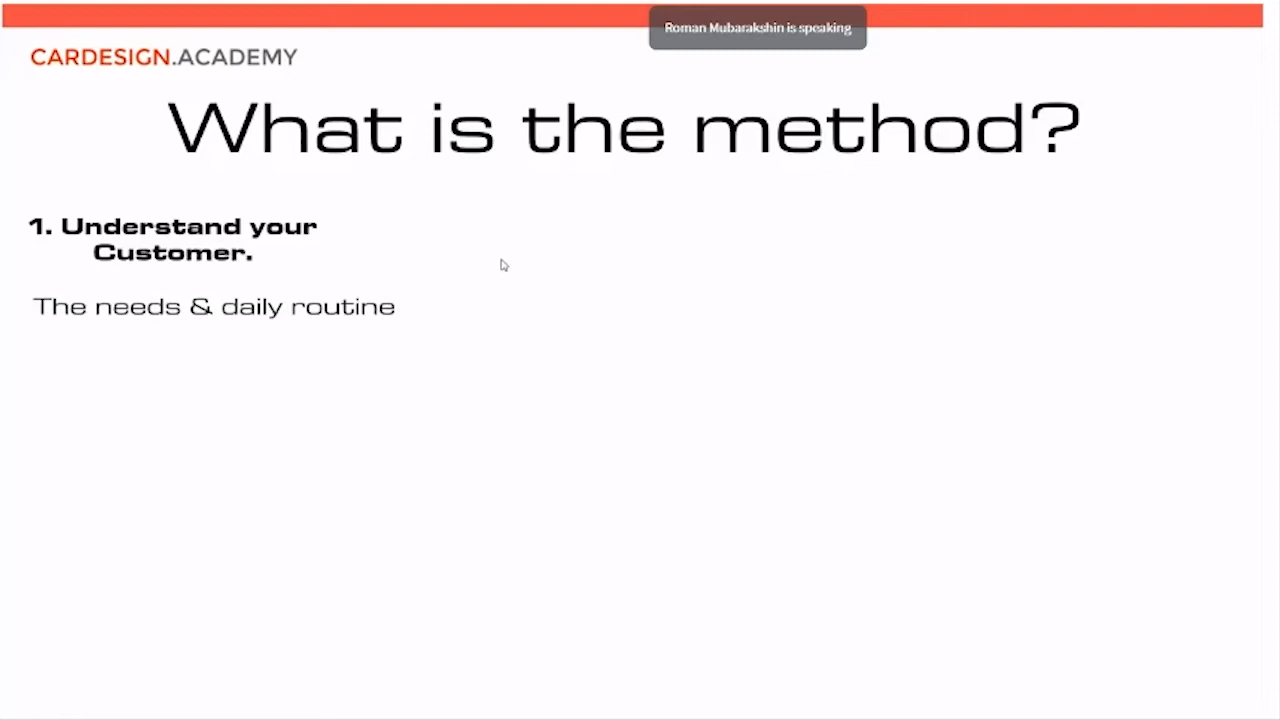 Roman Mubarakshin is speaking
CARDESIGN.ACADEMY
What is the method?
1. Understand your
Customer.
The needs & daily routine